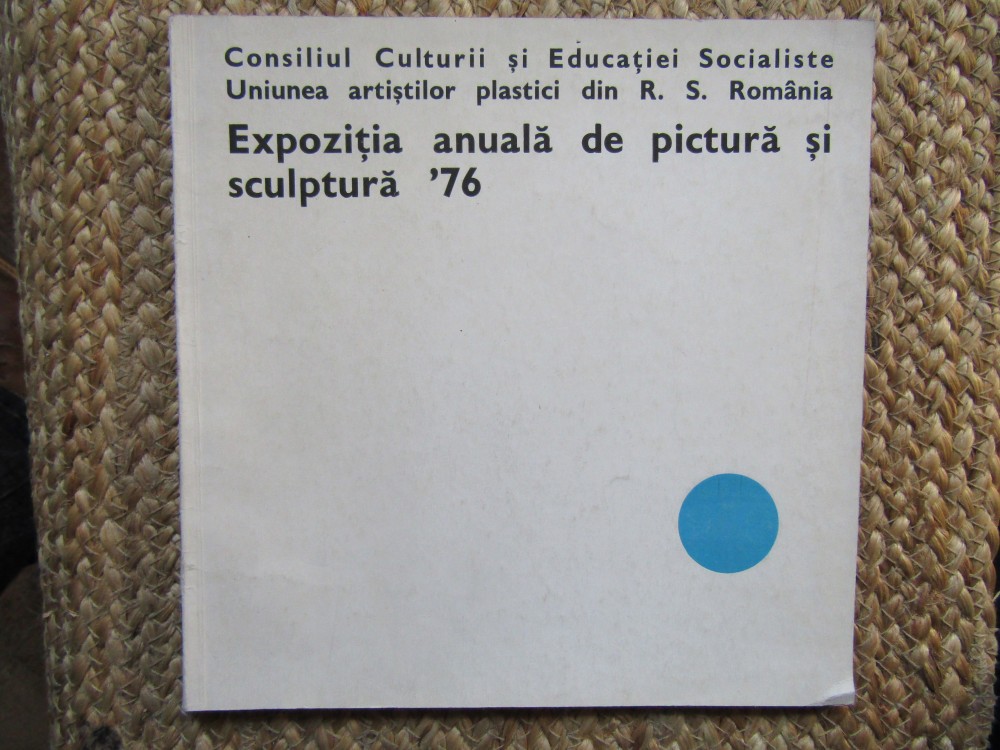 Consiliul Culturii și Educației Socialiste
Uniunea artiștilor plastici din R. S. România
Expoziția anuală de pictură și
sculptură ’76